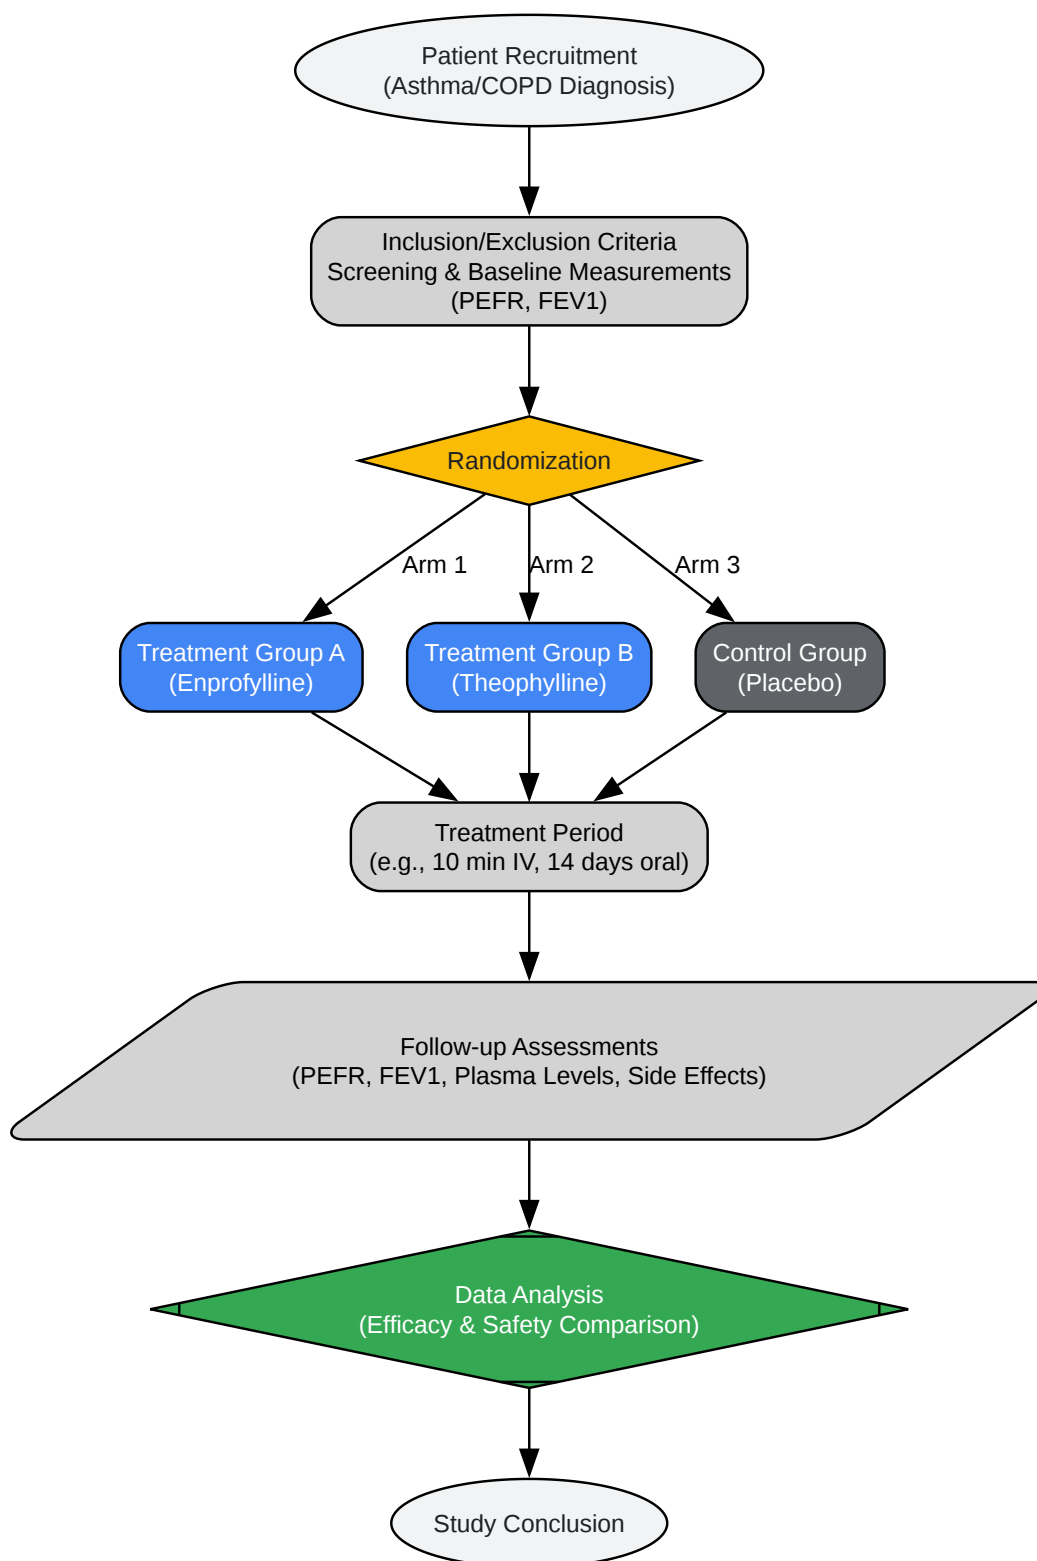 Patient Recruitment
(Asthma/COPD Diagnosis)
Inclusion/Exclusion Criteria
Screening & Baseline Measurements
(PEFR, FEV1)
Randomization
Arm 1
Arm 2
Arm 3
Treatment Group A
(Enprofylline)
Treatment Group B
(Theophylline)
Control Group
(Placebo)
Treatment Period
(e.g., 10 min IV, 14 days oral)
Follow-up Assessments
(PEFR, FEV1, Plasma Levels, Side Effects)
Data Analysis
(Efficacy & Safety Comparison)
Study Conclusion